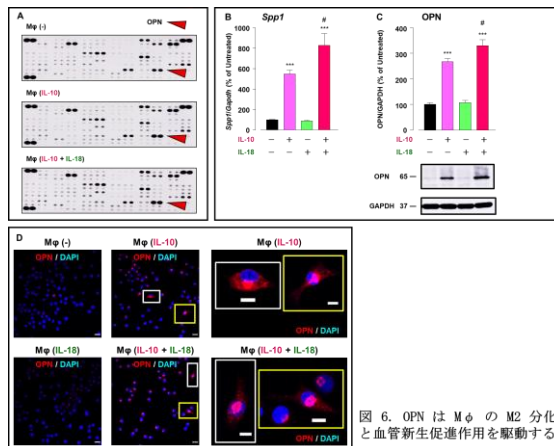 A
OPN
Mφ (-)
Mφ (IL-10)
Mφ (IL-10 + IL-18)
B
Spp1
Spp1/Gapdh (% of Untreated)
1000
800
600
400
200
0
***
#
***
IL-10 − + − +
IL-18 − − + +
C
OPN
OPN/GAPDH (% of Untreated)
400
300
200
100
0
***
#
***
IL-10 − + − +
IL-18 − − + +
OPN 65
GAPDH 37
D
Mφ (-)
OPN / DAPI
Mφ (IL-10)
OPN / DAPI
Mφ (IL-10)
OPN / DAPI
Mφ (IL-18)
OPN / DAPI
Mφ (IL-10 + IL-18)
OPN / DAPI
Mφ (IL-10 + IL-18)
OPN / DAPI
図 6. OPN は Mφ の M2 分化
と血管新生促進作用を駆動する